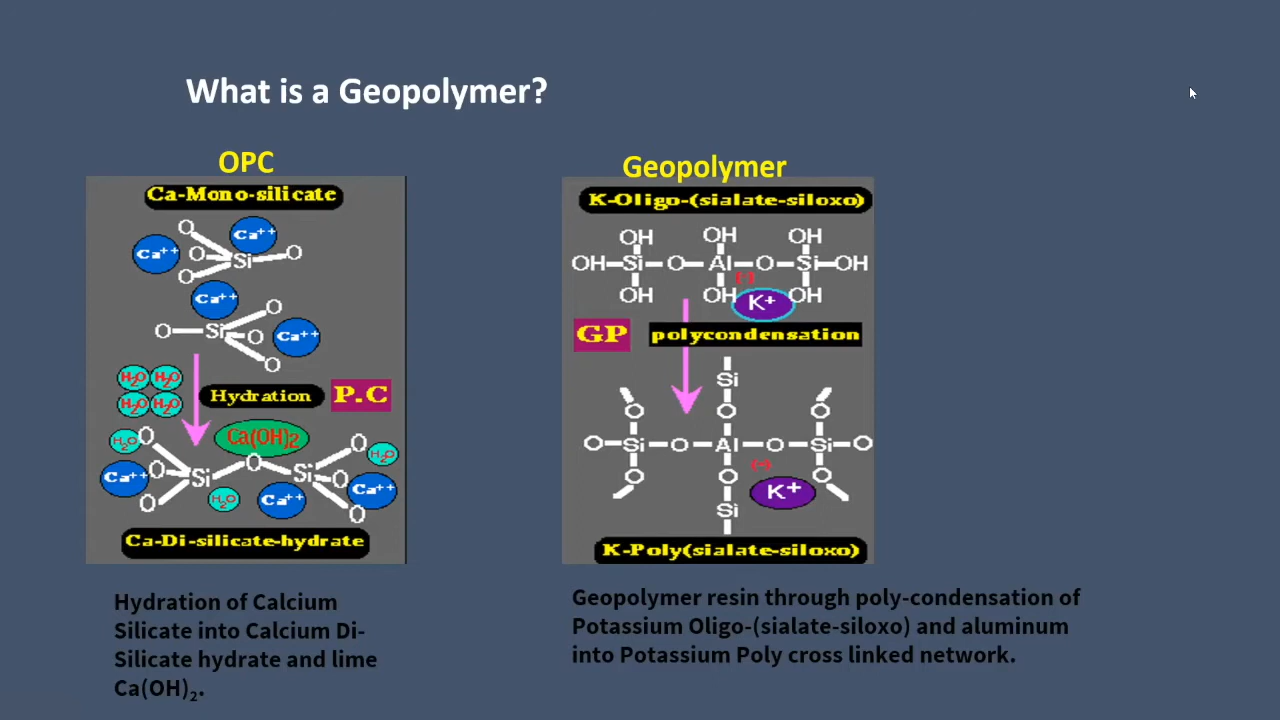 What is a Geopolymer?
OPC
Ca-Mono-silicate
O
Ca++
Ca++
O
O
Si
O
Ca++
O
O
Si
O
Ca++
O
H₂O H₂O
H₂O H₂O
Hydration
P.C
Ca(OH)₂
H₂O
O
O
H₂O
O
Ca++
O
Si
Si
O
Ca++
O
H₂O
Ca++
O
Ca-Di-silicate-hydrate
Hydration of Calcium
Silicate into Calcium Di-
Silicate hydrate and lime
Ca(OH)₂.
Geopolymer
K-Oligo-(sialate-siloxo)
OH OH OH
OH Si O Al O Si OH
(-)
OH OH K+ OH
GP
polycondensation
Si
O O O
O Si O Al O Si O
(-)
O O O
K+
Si
K-Poly(sialate-siloxo)
Geopolymer resin through poly-condensation of
Potassium Oligo-(sialate-siloxo) and aluminum
into Potassium Poly cross linked network.